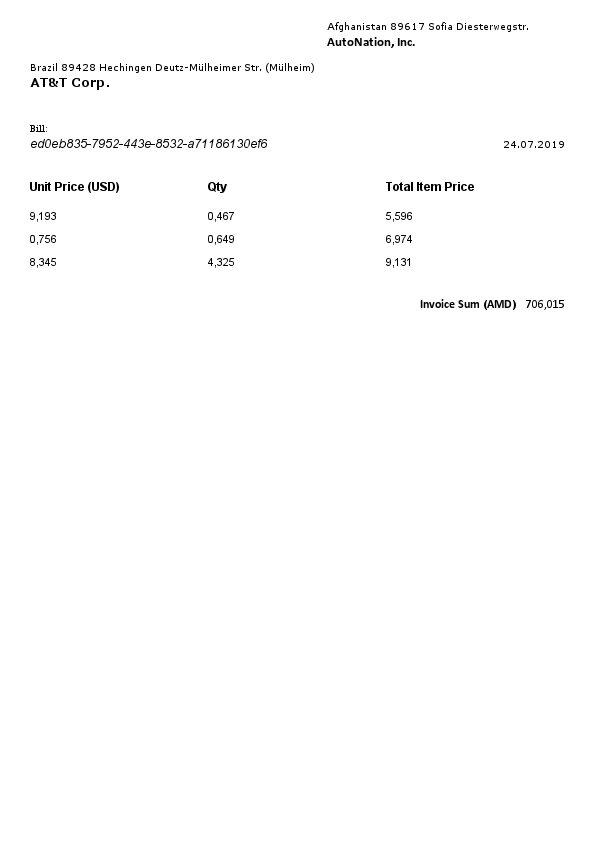 Afghanistan 89617 Sofia Diesterwegstr.
AutoNation, Inc.
Brazil 89428 Hechingen Deutz-Mülheimer Str. (Mülheim)
AT&T Corp.
Bill:
ed0eb835-7952-443e-8532-a71186130ef6
24.07.2019
Unit Price (USD) Qty Total Item Price
9,193 0,467 5,596
0,756 0,649 6,974
8,345 4,325 9,131
Invoice Sum (AMD) 706,015